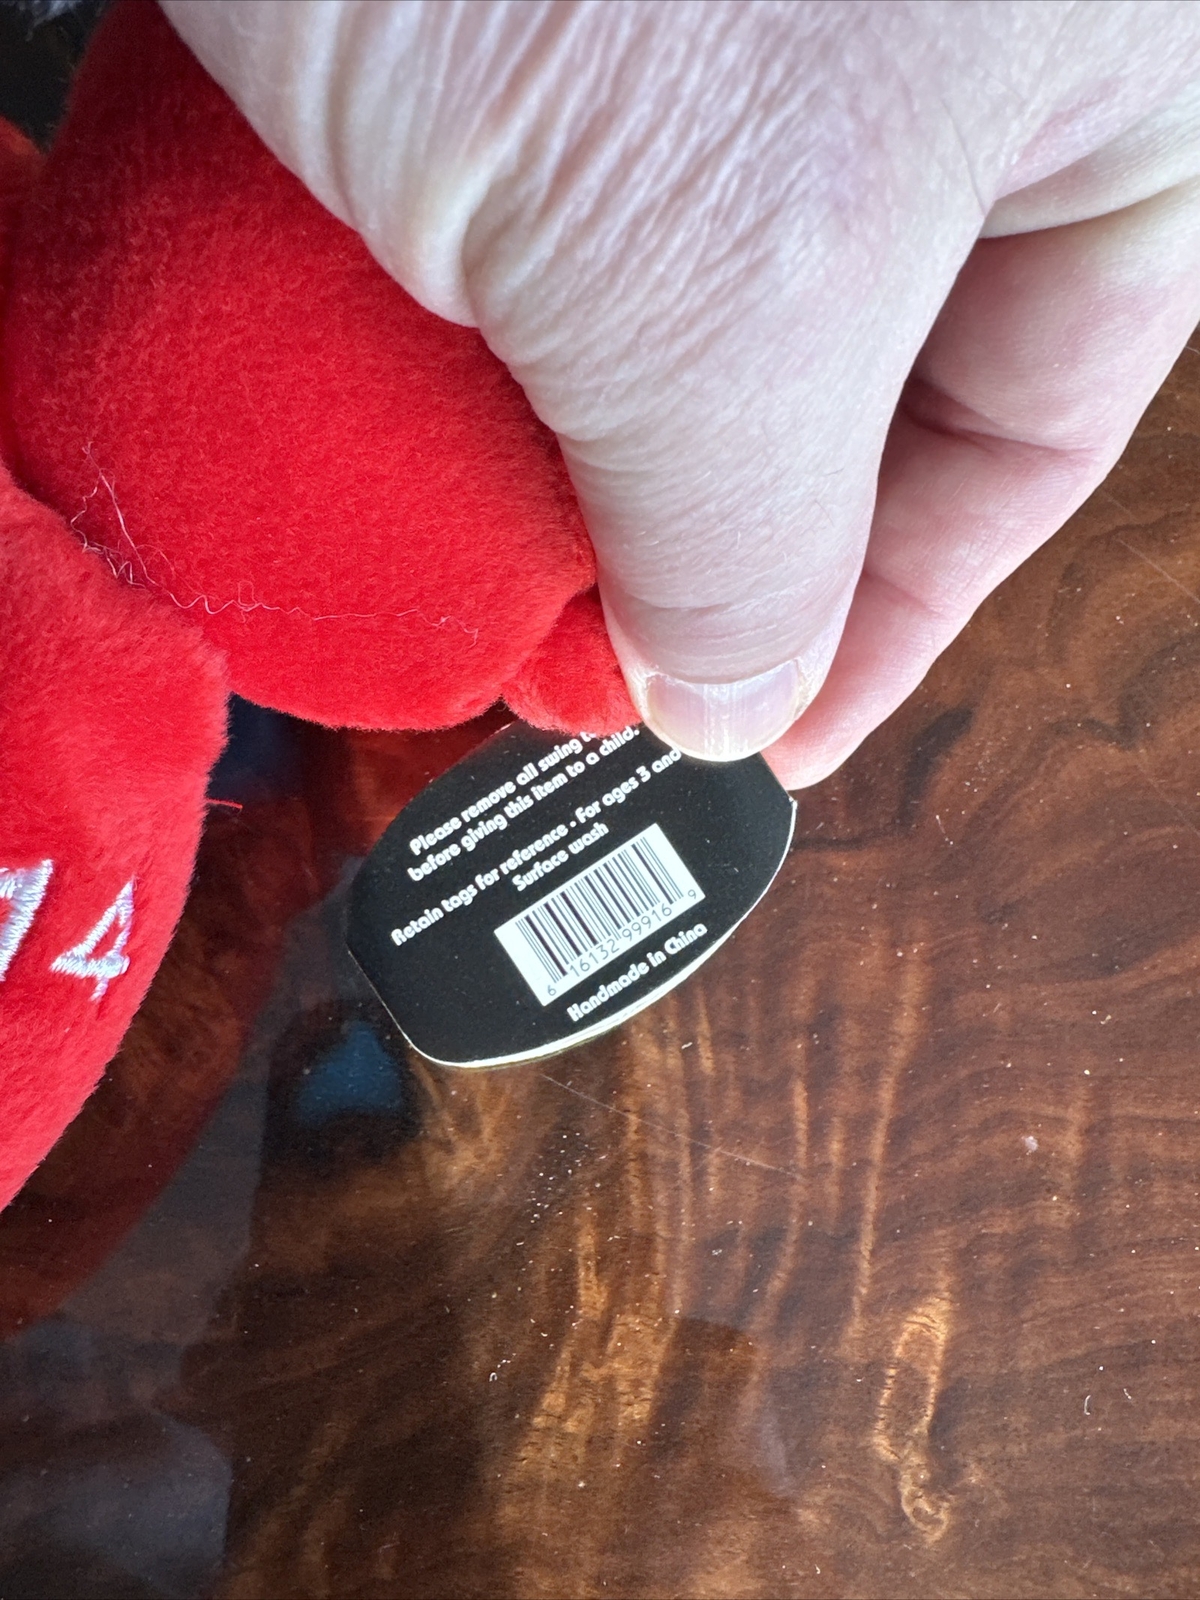 Please remove all swing
before giving this item to a child.
Retain tags for reference • For ages 3 and
Surface wash
6 16132 99916 9
Handmade in China
74